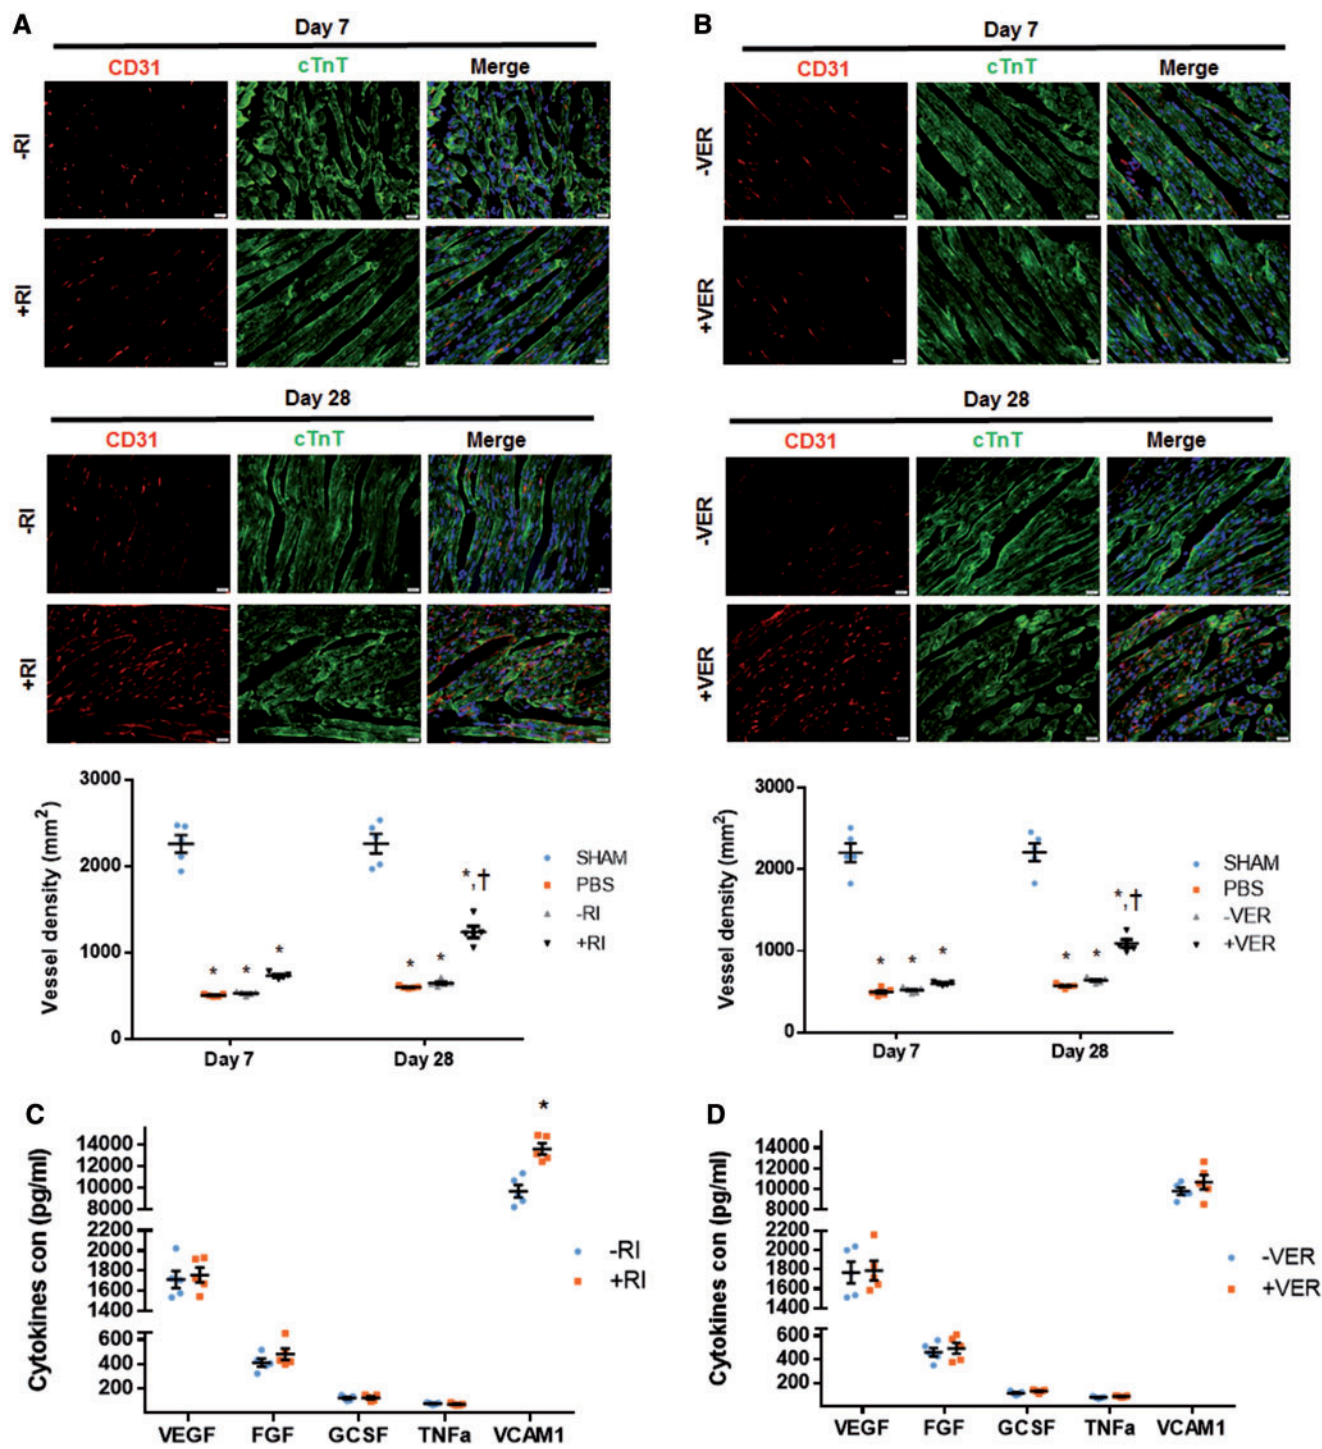 A
Day 7
CD31 cTnT Merge
-RI
+RI
Day 28
CD31 cTnT Merge
-RI
+RI
3000
2000
1000
0
Vessel density (mm²)
* * *
* * *,†
Day 7 Day 28
SHAM
PBS
-RI
+RI
B
Day 7
CD31 cTnT Merge
-VER
+VER
Day 28
CD31 cTnT Merge
-VER
+VER
3000
2000
1000
0
Vessel density (mm²)
* * *
* * *,†
Day 7 Day 28
SHAM
PBS
-VER
+VER
C
Cytokines con (pg/ml)
14000
12000
10000
8000
2200
2000
1800
1600
1400
600
400
200
*
VEGF FGF GCSF TNFa VCAM1
-RI
+RI
D
Cytokines con (pg/ml)
14000
12000
10000
8000
2200
2000
1800
1600
1400
600
400
200
VEGF FGF GCSF TNFa VCAM1
-VER
+VER